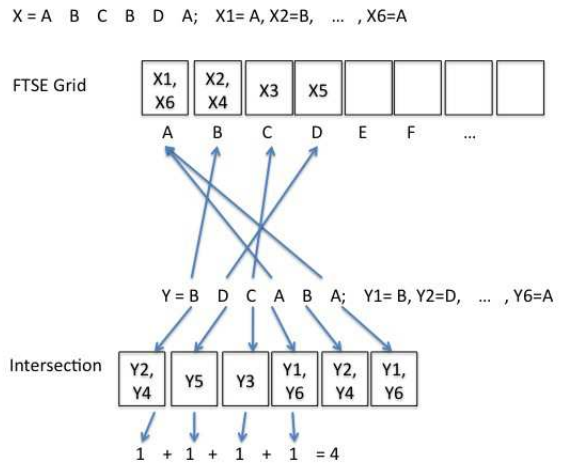 X = A B C B D A; X1= A, X2=B, ... , X6=A
FTSE Grid
X1, X6
X2, X4
X3
X5
A B C D E F ...
Y = B D C A B A; Y1= B, Y2=D, ... , Y6=A
Intersection
Y2, Y4
Y5
Y3
Y1, Y6
Y2, Y4
Y1, Y6
1 + 1 + 1 + 1 = 4